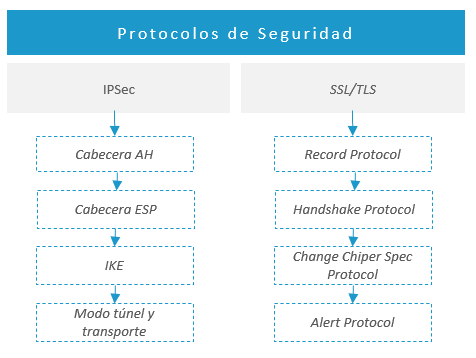 Protocolos de Seguridad
IPSec
SSL/TLS
Cabecera AH
Record Protocol
Cabecera ESP
Handshake Protocol
IKE
Change Chiper Spec
Protocol
Modo túnel y
transporte
Alert Protocol